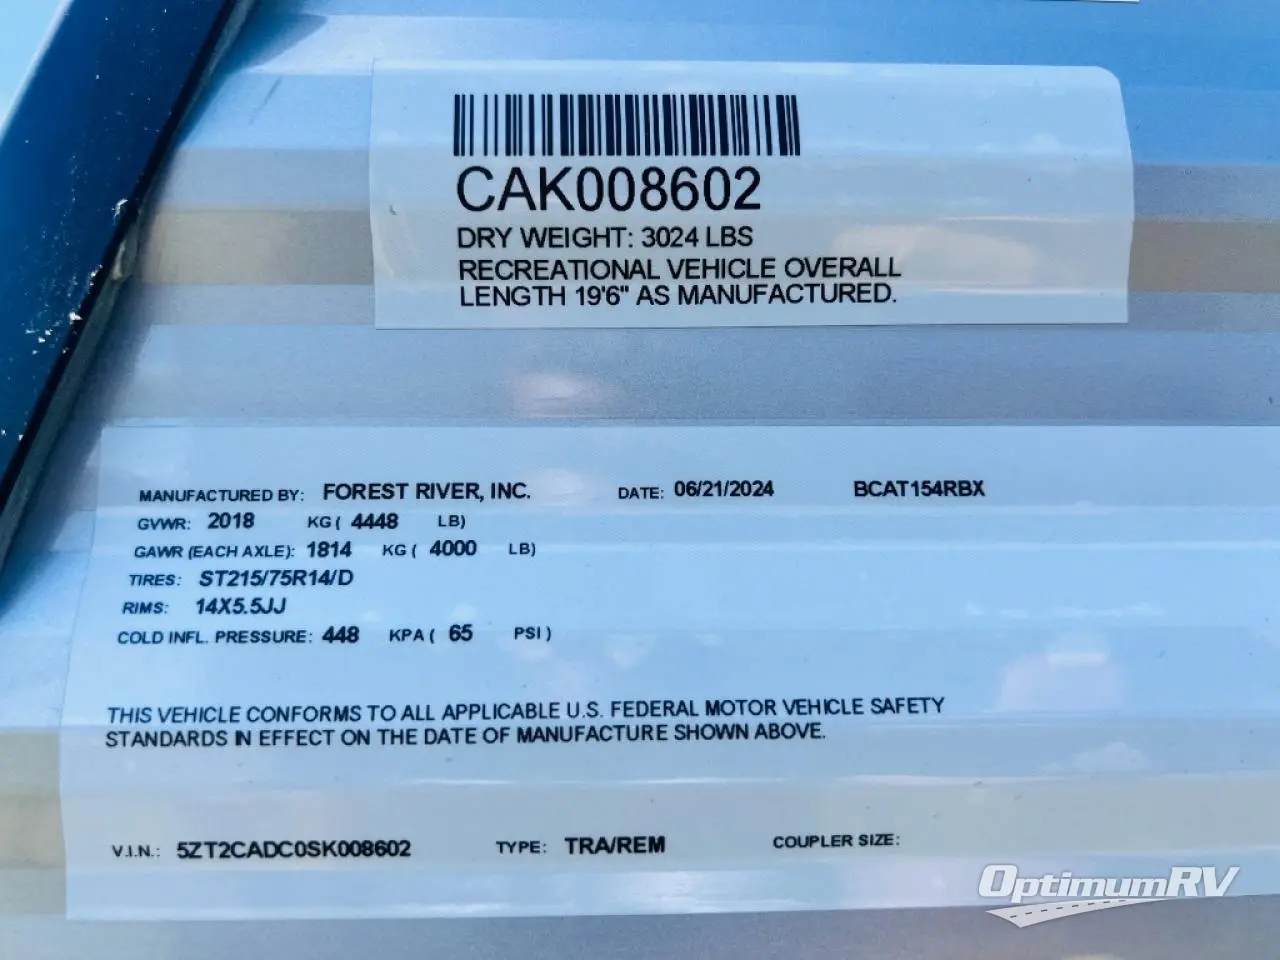 CAK008602
DRY WEIGHT: 3024 LBS
RECREATIONAL VEHICLE OVERALL
LENGTH 19'6" AS MANUFACTURED.
MANUFACTURED BY: FOREST RIVER, INC. DATE: 06/21/2024 BCAT154RBX
GVWR: 2018 KG ( 4448 LB)
GAWR (EACH AXLE): 1814 KG ( 4000 LB)
TIRES: ST215/75R14/D
RIMS: 14X5.5JJ
COLD INFL. PRESSURE: 448 KPA ( 65 PSI )
THIS VEHICLE CONFORMS TO ALL APPLICABLE U.S. FEDERAL MOTOR VEHICLE SAFETY
STANDARDS IN EFFECT ON THE DATE OF MANUFACTURE SHOWN ABOVE.
V.I.N.: 5ZT2CADC0SK008602 TYPE: TRA/REM COUPLER SIZE:
OptimumRV